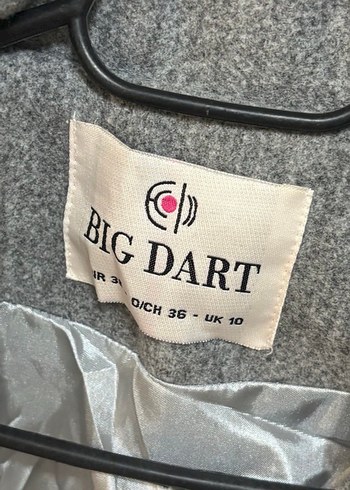 BIG DART
D/CH 36 - UK 10